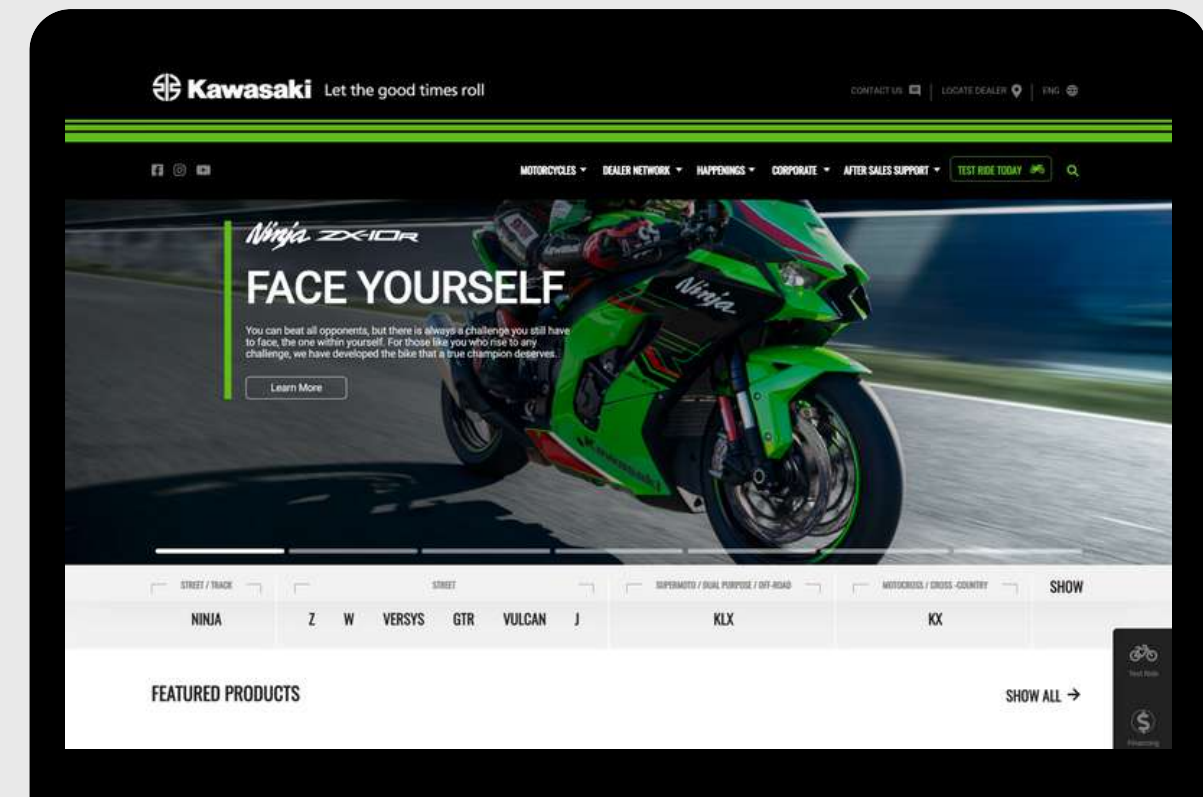 Kawasaki Let the good times roll
CONTACT US LOCATE DEALER ENG
MOTORCYCLES DEALER NETWORK HAPPENINGS CORPORATE AFTER SALES SUPPORT TEST RIDE TODAY
Ninja ZX-10R
FACE YOURSELF
You can beat all opponents, but there is always a challenge you still have
to face, the one within yourself. For those like you who rise to any
challenge, we have developed the bike that a true champion deserves.
Learn More
Ninja
Kawasaki
STREET / TRACK STREET SUPERMOTO / DUAL PURPOSE / OFF-ROAD MOTOCROSS / CROSS -COUNTRY SHOW
NINJA Z W VERSYS GTR VULCAN J KLX KX
Test Ride
FEATURED PRODUCTS SHOW ALL
Financing